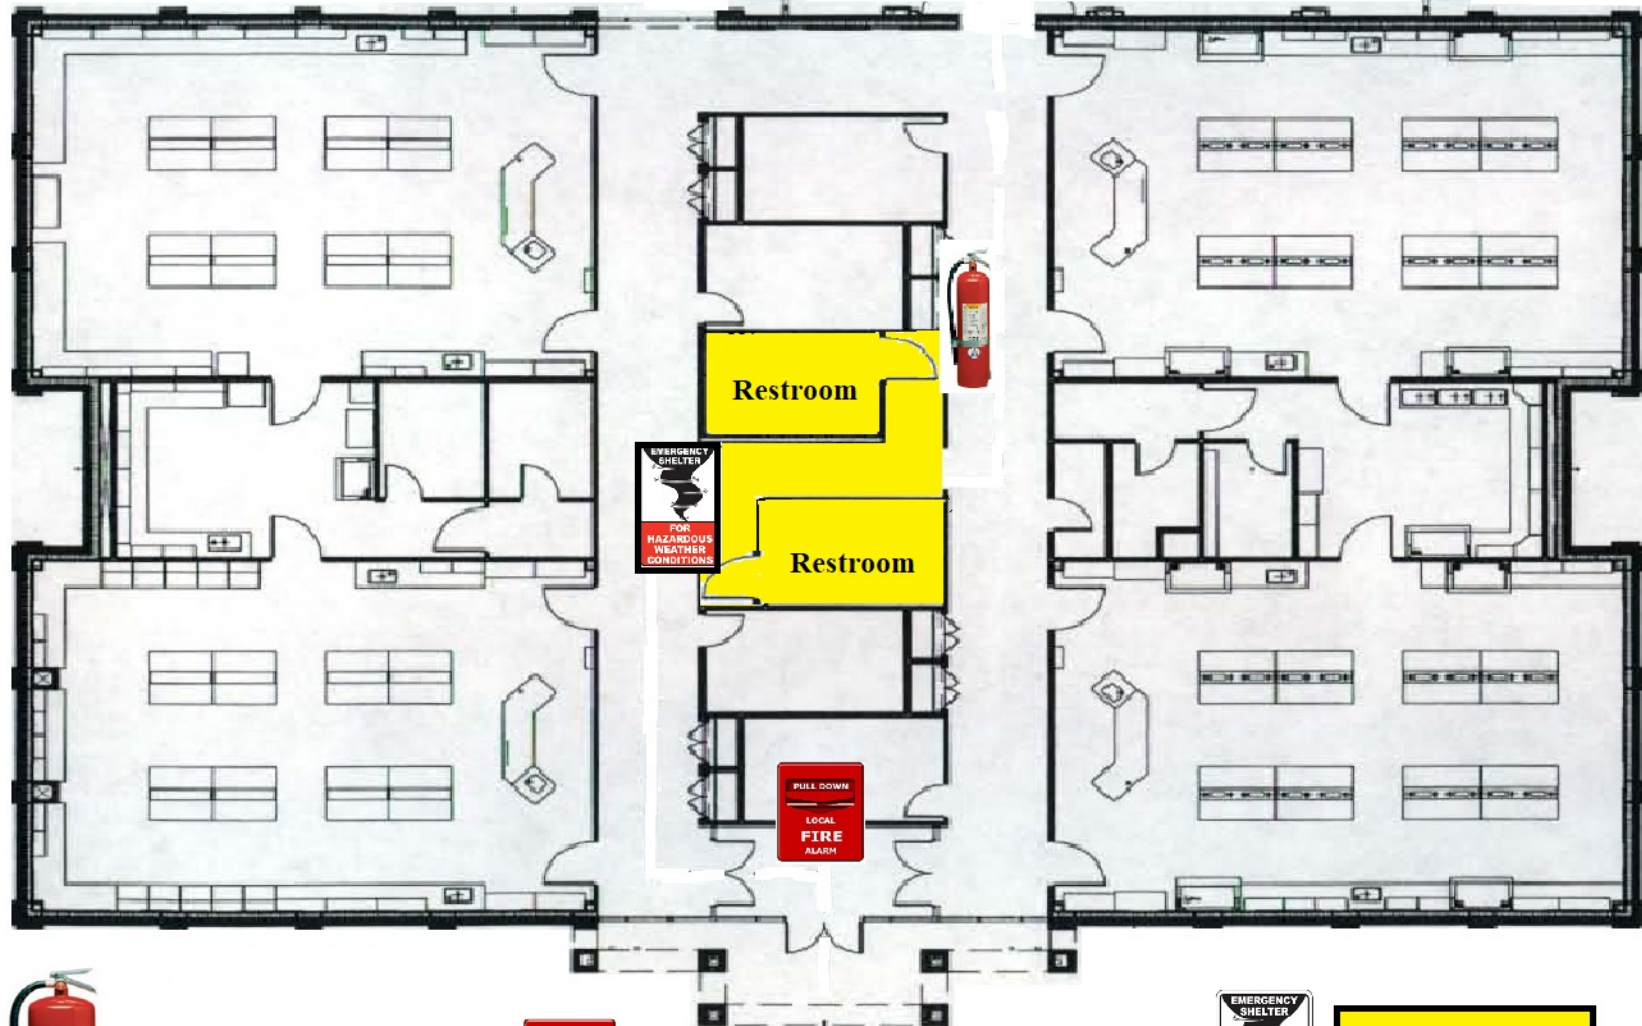 Restroom
EMERGENCY
SHELTER
FOR
HAZARDOUS
WEATHER
CONDITIONS
Restroom
PULL DOWN
LOCAL
FIRE
ALARM
EMERGENCY
SHELTER